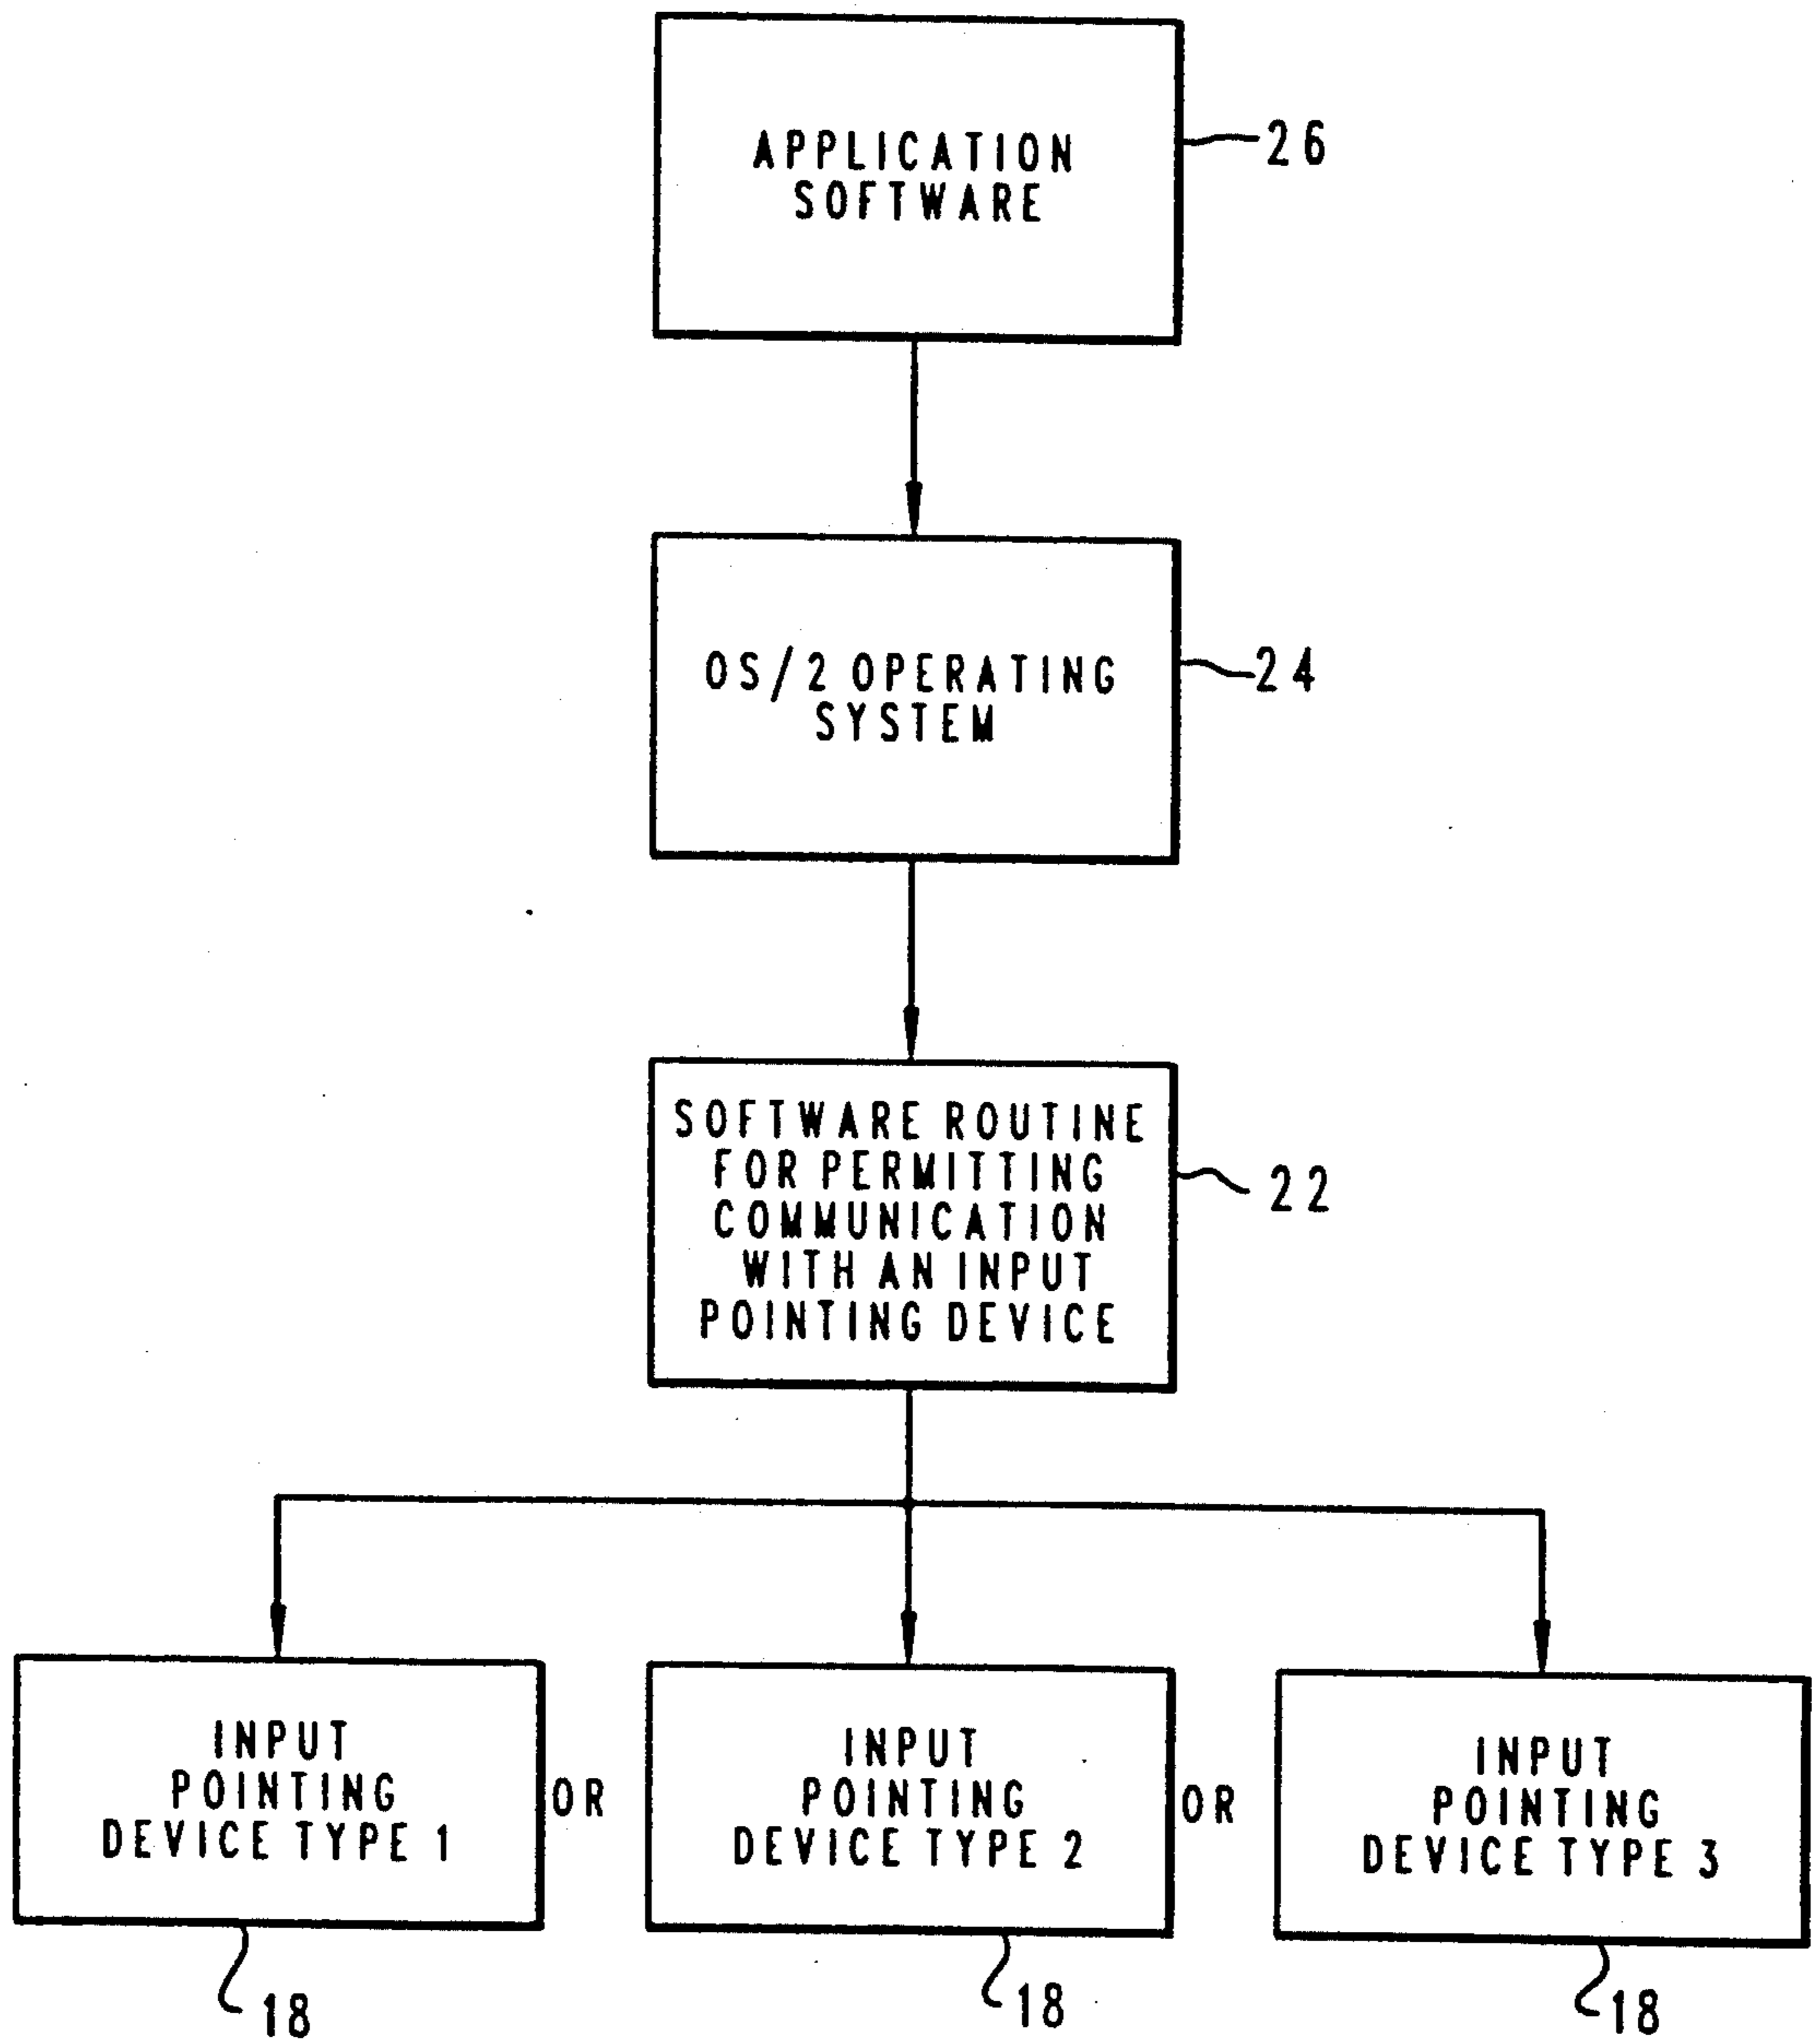 APPLICATION
SOFTWARE
26
OS/2 OPERATING
SYSTEM
24
SOFTWARE ROUTINE
FOR PERMITTING
COMMUNICATION
WITH AN INPUT
POINTING DEVICE
22
INPUT
POINTING
DEVICE TYPE 1
OR
INPUT
POINTING
DEVICE TYPE 2
OR
INPUT
POINTING
DEVICE TYPE 3
18
18
18